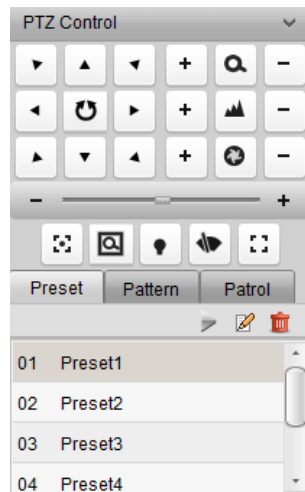 PTZ Control
+ −
+ −
+ −
− +
Preset Pattern Patrol
01 Preset1
02 Preset2
03 Preset3
04 Preset4